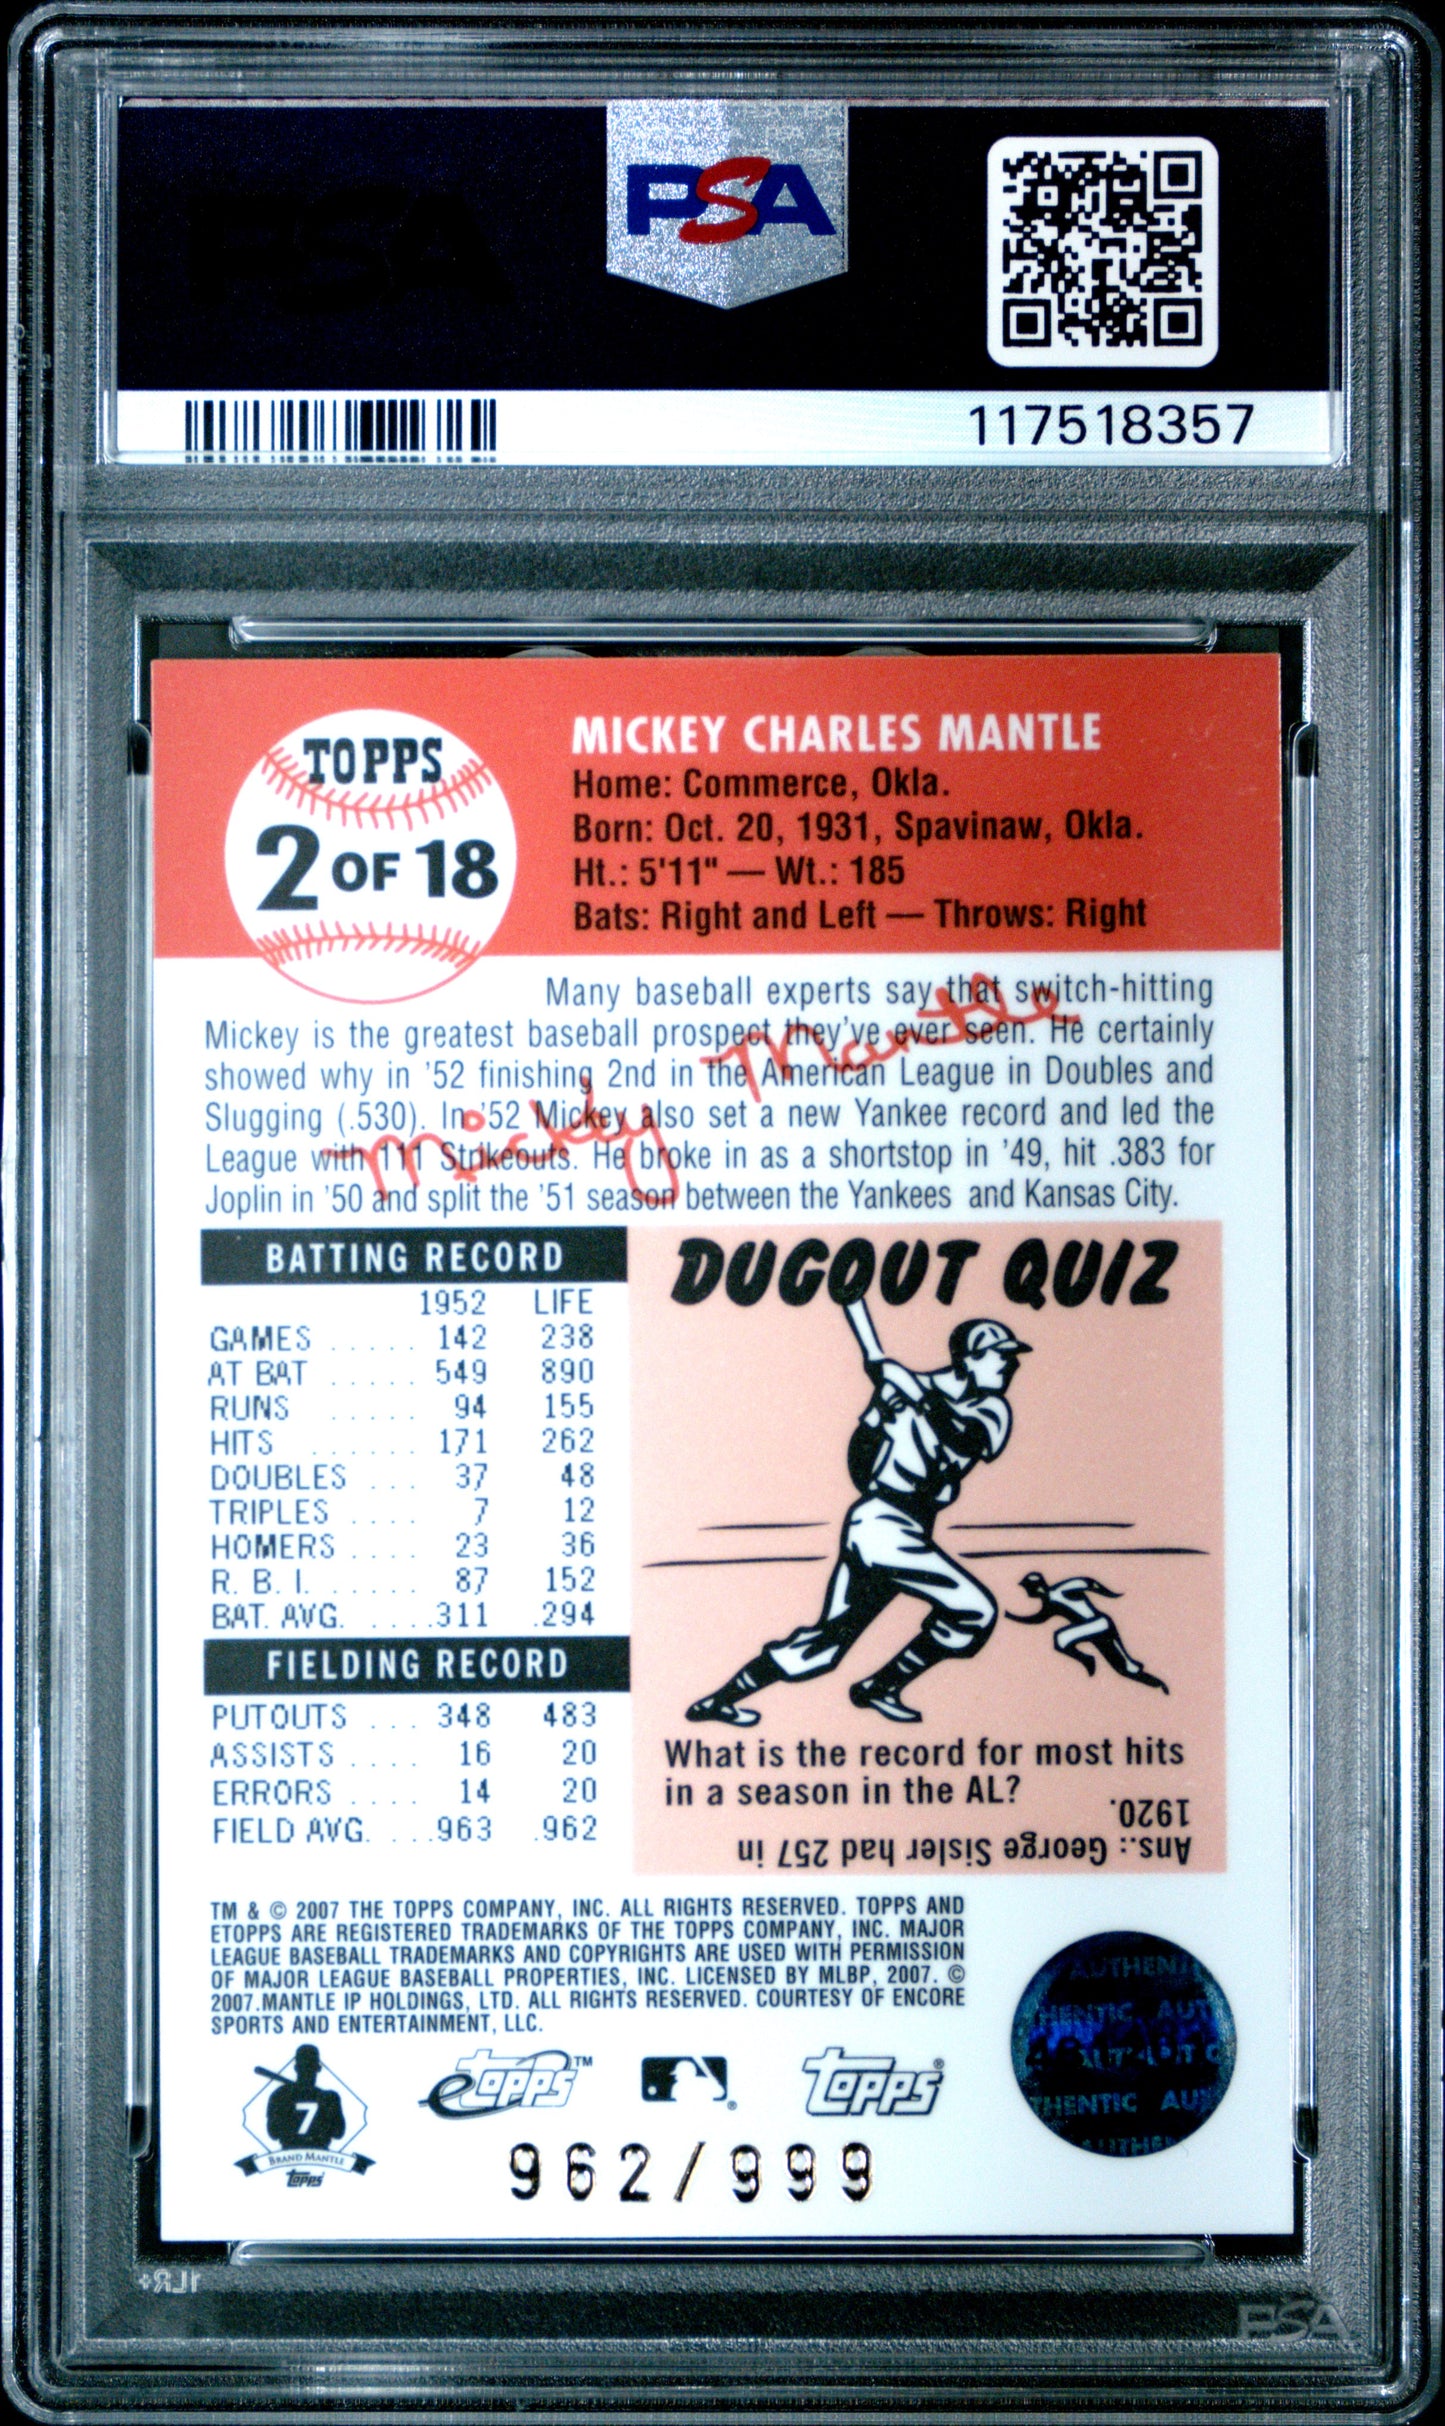 PSA
117518357
TOPPS
2 OF 18
MICKEY CHARLES MANTLE
Home: Commerce, Okla.
Born: Oct. 20, 1931, Spavinaw, Okla.
Ht.: 5'11" — Wt.: 185
Bats: Right and Left — Throws: Right
Many baseball experts say that switch-hitting
Mickey is the greatest baseball prospect they've ever seen. He certainly
showed why in '52 finishing 2nd in the American League in Doubles and
Slugging (.530). In '52 Mickey also set a new Yankee record and led the
League with 111 Strikeouts. He broke in as a shortstop in '49, hit .383 for
Joplin in '50 and split the '51 season between the Yankees and Kansas City.
Mickey Mantle
BATTING RECORD
1952 LIFE
GAMES ..... 142 238
AT BAT ..... 549 890
RUNS ..... 94 155
HITS ...... 171 262
DOUBLES ... 37 48
TRIPLES .... 7 12
HOMERS .... 23 36
R. B. I. ...... 87 152
BAT. AVG. ... .311 .294
FIELDING RECORD
PUTOUTS ... 348 483
ASSISTS .... 16 20
ERRORS .... 14 20
FIELD AVG. .. .963 .962
DUGOUT QUIZ
What is the record for most hits
in a season in the AL?
Ans.: George Sisler had 257 in
1920.
TM & © 2007 THE TOPPS COMPANY, INC. ALL RIGHTS RESERVED. TOPPS AND
ETOPPS ARE REGISTERED TRADEMARKS OF THE TOPPS COMPANY, INC. MAJOR
LEAGUE BASEBALL TRADEMARKS AND COPYRIGHTS ARE USED WITH PERMISSION
OF MAJOR LEAGUE BASEBALL PROPERTIES, INC. LICENSED BY MLBP, 2007. ©
2007.MANTLE IP HOLDINGS, LTD. ALL RIGHTS RESERVED. COURTESY OF ENCORE
SPORTS AND ENTERTAINMENT, LLC.
7
BRAND MANTLE
Topps
eTopps™
Topps®
962/999
AUTHENTI
HENTIC AUT
THENTIC AU
AUTHE
1LR+
PSA